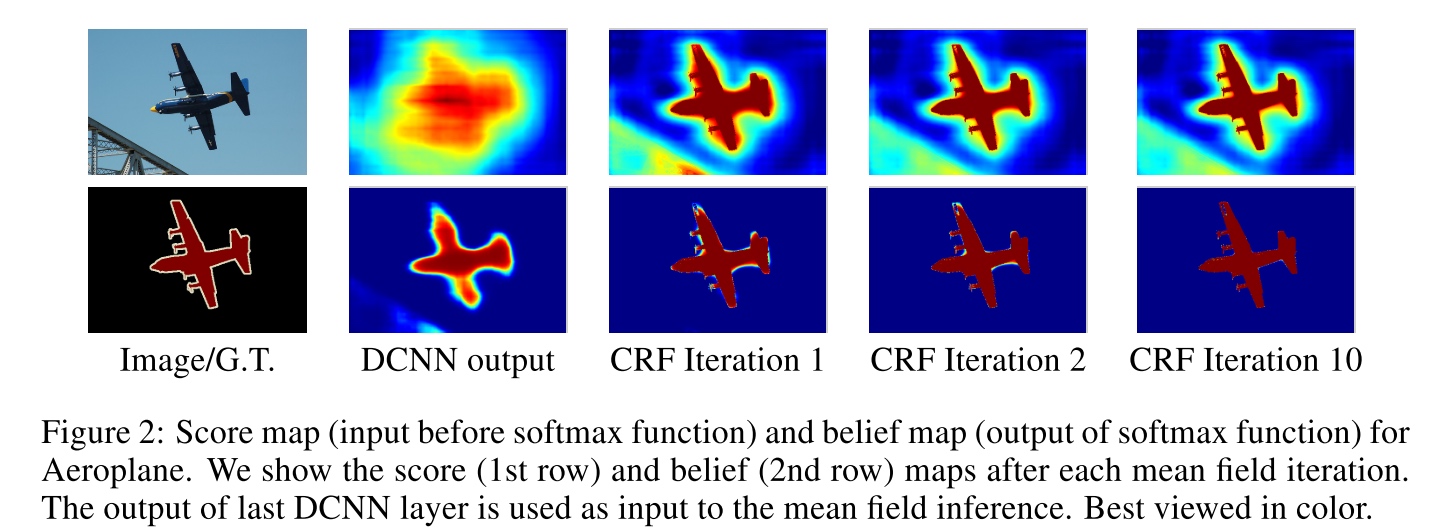 Image/G.T.
DCNN output
CRF Iteration 1
CRF Iteration 2
CRF Iteration 10
Figure 2: Score map (input before softmax function) and belief map (output of softmax function) for
Aeroplane. We show the score (1st row) and belief (2nd row) maps after each mean field iteration.
The output of last DCNN layer is used as input to the mean field inference. Best viewed in color.